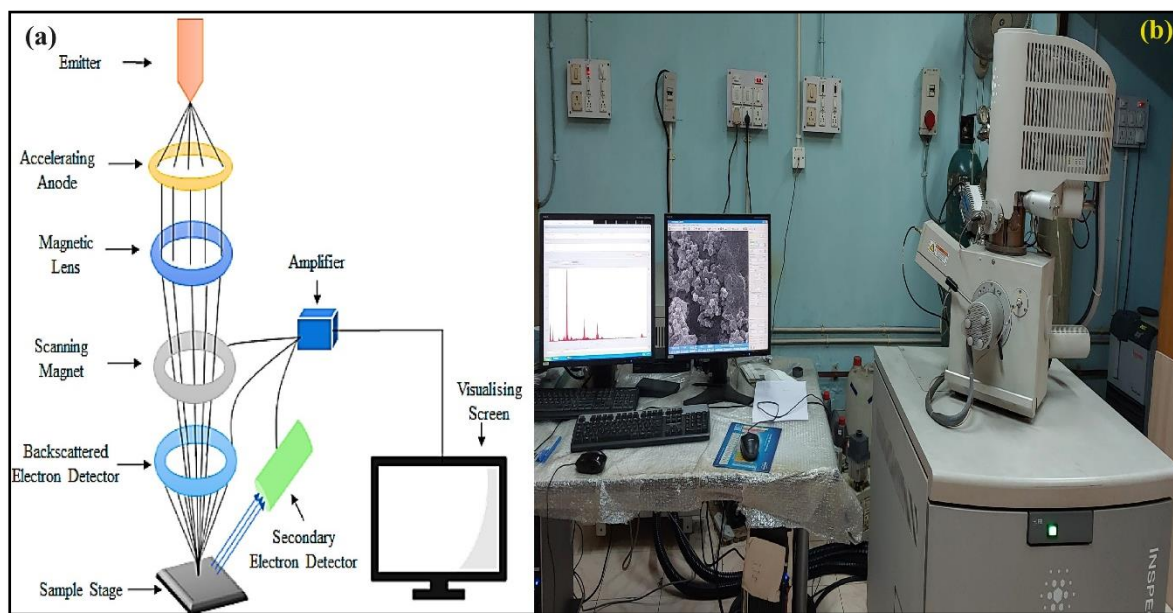 (a)
Emitter
Accelerating
Anode
Magnetic
Lens
Amplifier
Scanning
Magnet
Visualising
Screen
Backscattered
Electron Detector
Secondary
Electron Detector
Sample Stage
(b)
INSPE